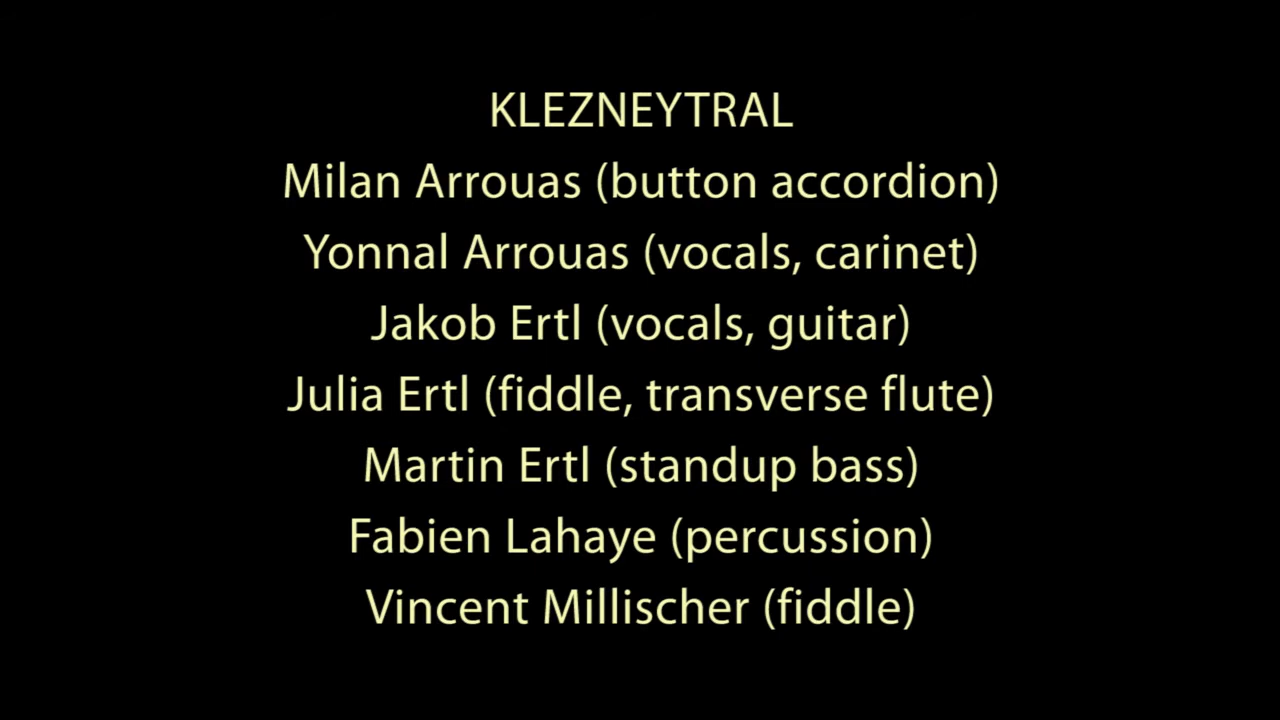 KLEZNEYTRAL
Milan Arrouas (button accordion)
Yonnal Arrouas (vocals, carinet)
Jakob Ertl (vocals, guitar)
Julia Ertl (fiddle, transverse flute)
Martin Ertl (standup bass)
Fabien Lahaye (percussion)
Vincent Millischer (fiddle)